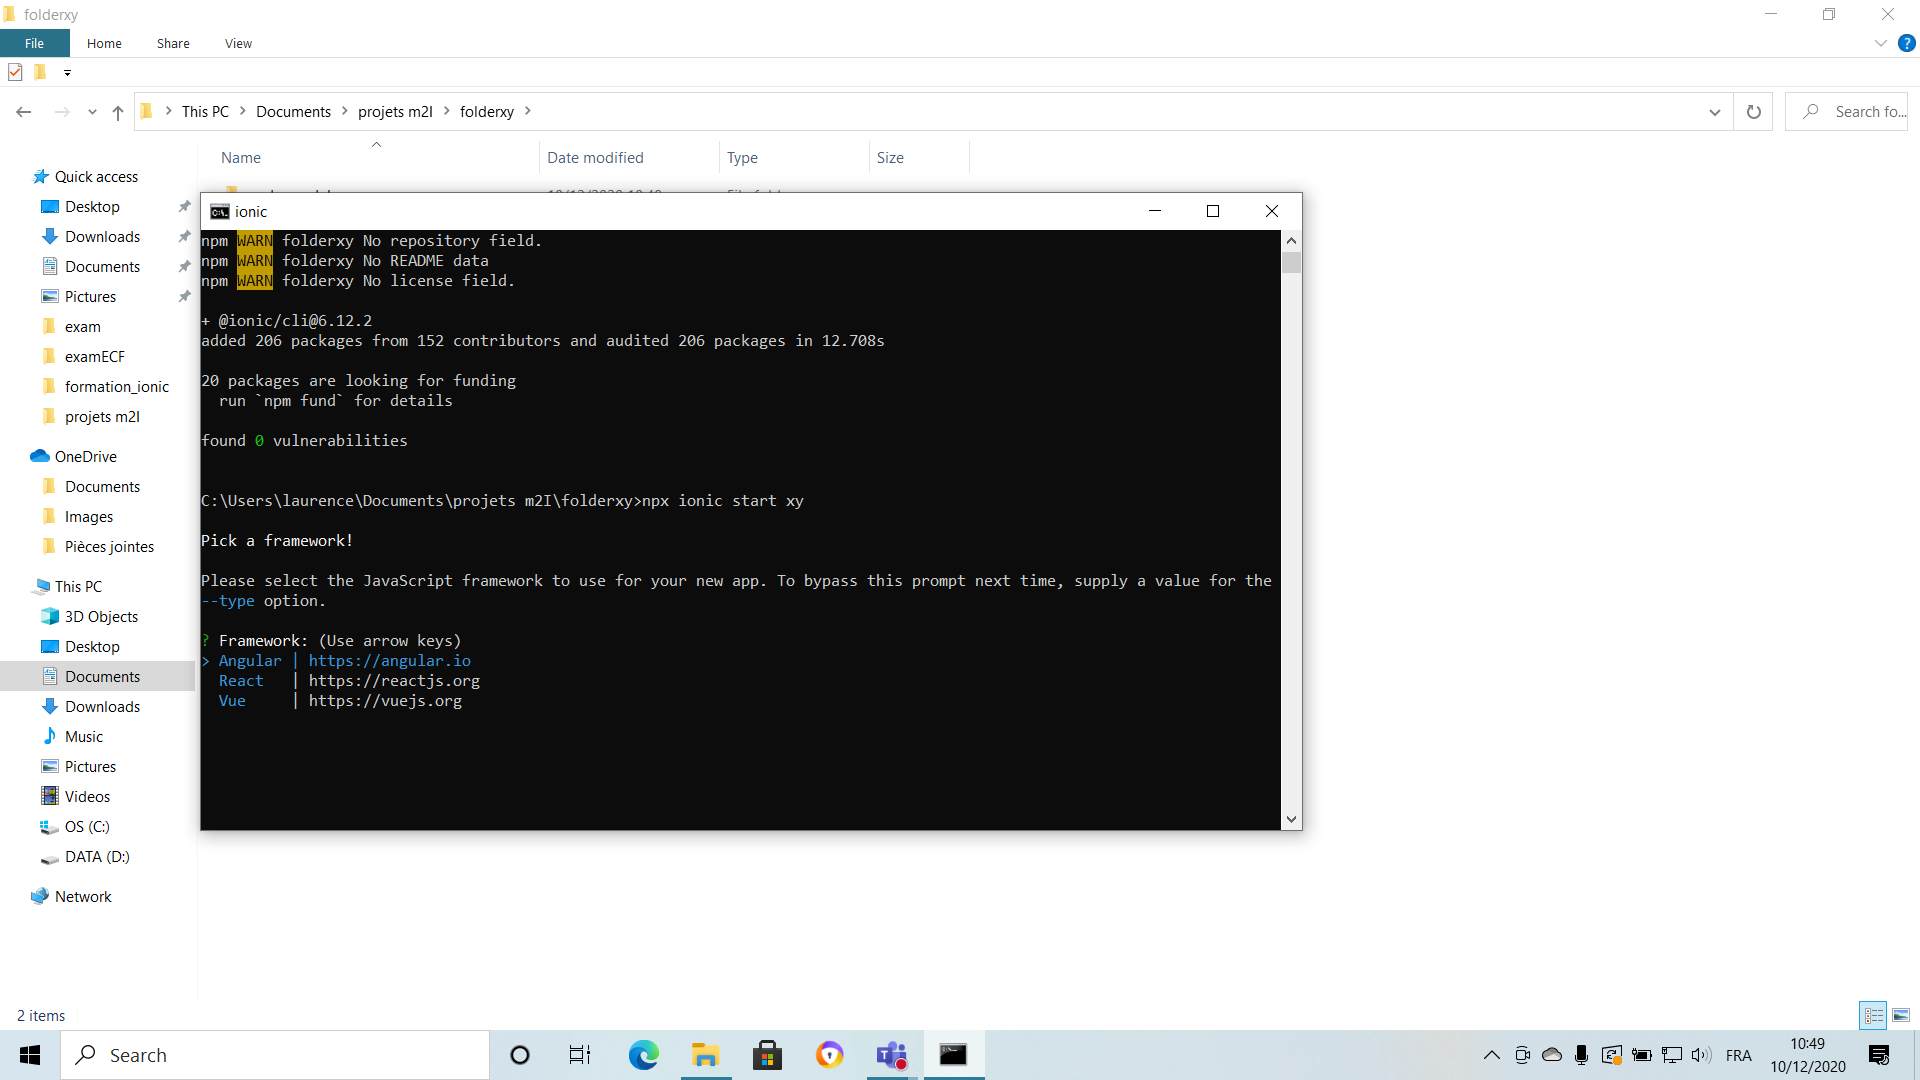 folderxy
File
Home
Share
View
This PC
Documents
projets m2I
folderxy
Search fo...
Name
Date modified
Type
Size
Quick access
Desktop
Downloads
Documents
Pictures
exam
examECF
formation_ionic
projets m2I
OneDrive
Documents
Images
Pièces jointes
This PC
3D Objects
Desktop
Documents
Downloads
Music
Pictures
Videos
OS (C:)
DATA (D:)
Network
2 items
ionic
npm WARN folderxy No repository field.
npm WARN folderxy No README data
npm WARN folderxy No license field.
+ @ionic/cli@6.12.2
added 206 packages from 152 contributors and audited 206 packages in 12.708s
20 packages are looking for funding
run `npm fund` for details
found 0 vulnerabilities
C:\Users\laurence\Documents\projets m2I\folderxy>npx ionic start xy
Pick a framework!
Please select the JavaScript framework to use for your new app. To bypass this prompt next time, supply a value for the
--type option.
? Framework: (Use arrow keys)
> Angular | https://angular.io
React | https://reactjs.org
Vue | https://vuejs.org
Search
FRA
10:49
10/12/2020